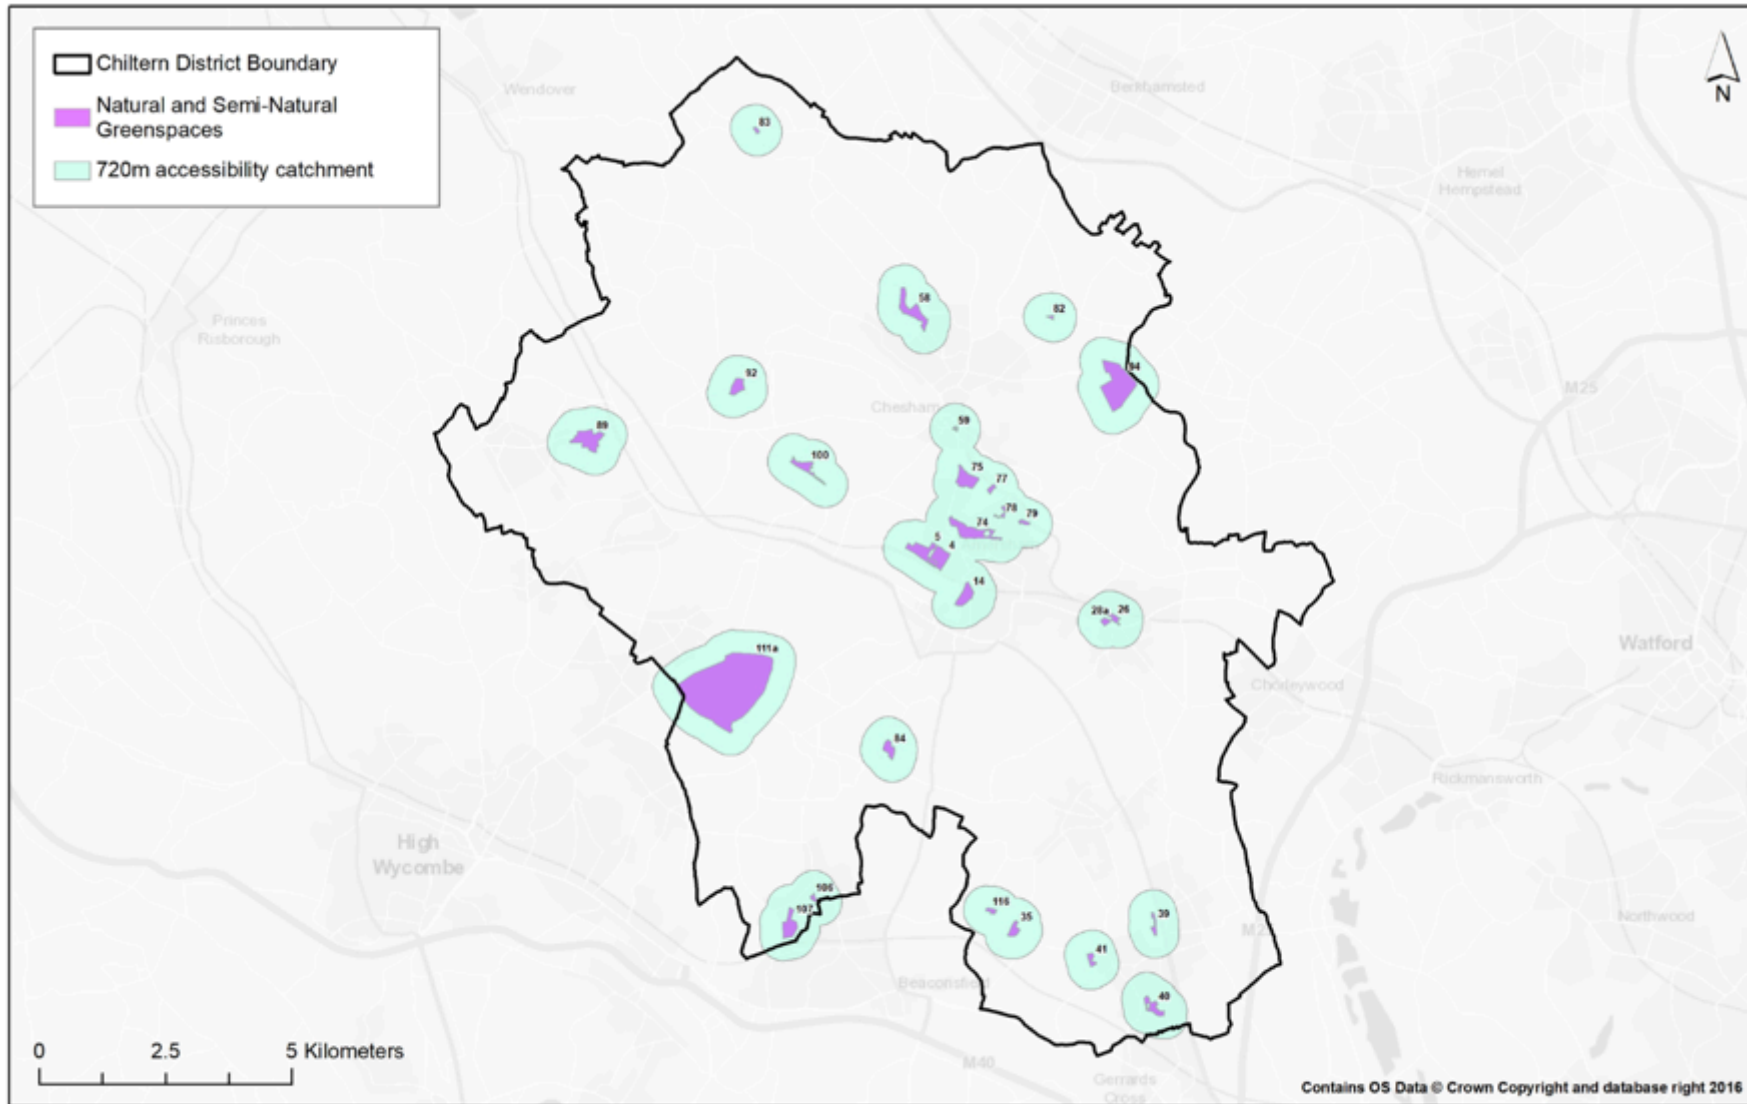 Chiltern District Boundary
Natural and Semi-Natural
Greenspaces
720m accessibility catchment
N
Wendover
Berkhamsted
Hemel
Hempstead
Princes
Risborough
83
58
82
94
92
Chesham
M25
89
59
100
75
77
78
79
74
5
4
14
28a
26
Watford
111a
Chorleywood
84
Rickmansworth
High
Wycombe
106
107
116
35
39
Northwood
41
Beaconsfield
40
M40
Gerrards
Cross
0
2.5
5 Kilometers
Contains OS Data © Crown Copyright and database right 2016